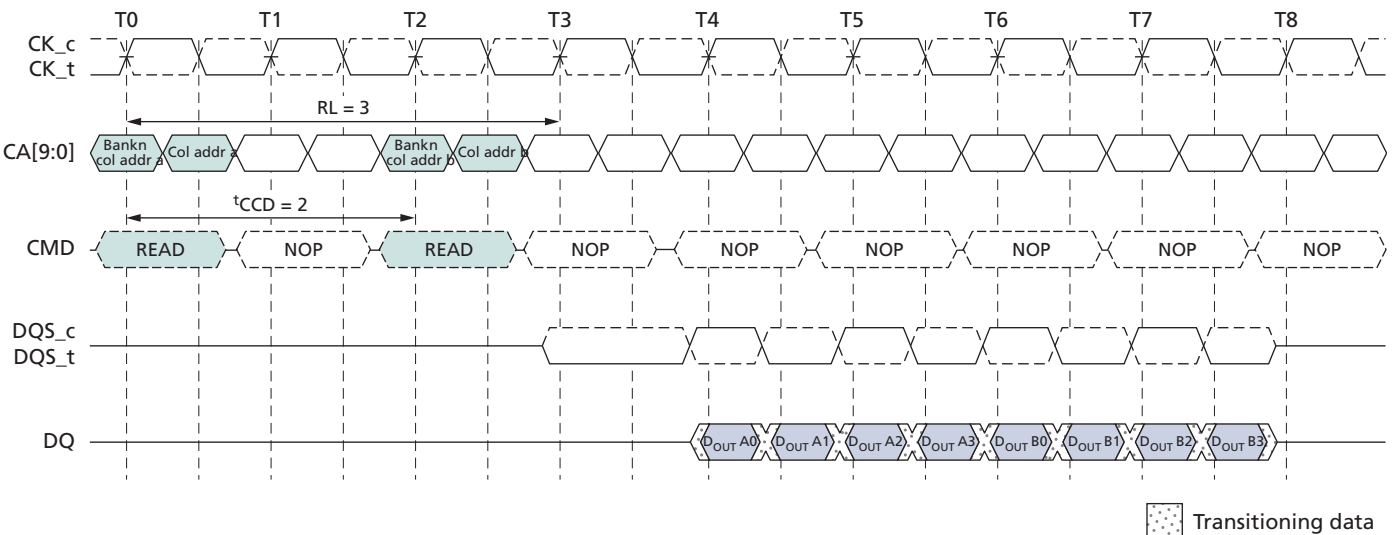 T0 T1 T2 T3 T4 T5 T6 T7 T8
CK_c
CK_t
RL = 3
CA[9:0]
Bankn
col addr a
Col addr a
Bankn
col addr b
Col addr b
tCCD = 2
CMD READ NOP READ NOP NOP NOP NOP NOP NOP
DQS_c
DQS_t
DQ DOUT A0 DOUT A1 DOUT A2 DOUT A3 DOUT B0 DOUT B1 DOUT B2 DOUT B3
Transitioning data